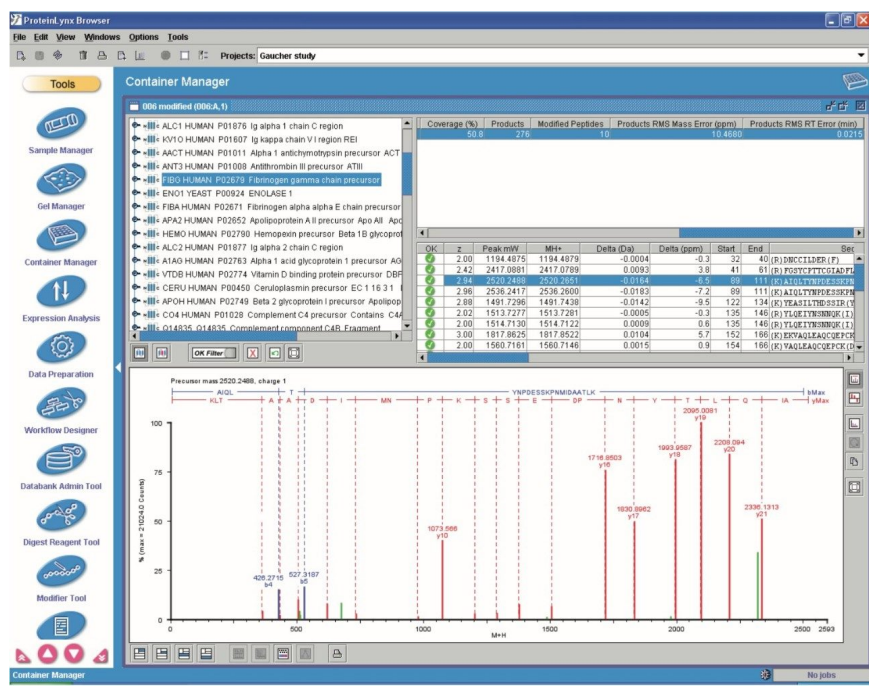 ProteinLynx Browser
File Edit View Windows Options Tools
Projects: Gaucher study
Tools
Sample Manager
Gel Manager
Container Manager
Expression Analysis
Data Preparation
Workflow Designer
Databank Admin Tool
Digest Reagent Tool
Modifier Tool
Container Manager
006 modified (006:A,1)
ALC1 HUMAN P01876 Ig alpha 1 chain C region
KV1O HUMAN P01607 Ig kappa chain V I region REI
AACT HUMAN P01011 Alpha 1 antichymotrypsin precursor ACT
ANT3 HUMAN P01008 Antithrombin III precursor ATIII
FIBG HUMAN P02679 Fibrinogen gamma chain precursor
ENO1 YEAST P00924 ENOLASE 1
FIBA HUMAN P02671 Fibrinogen alpha alpha E chain precursor
APA2 HUMAN P02652 Apolipoprotein A II precursor Apo AII Apo
HEMO HUMAN P02790 Hemopexin precursor Beta 1B glycoprot
ALC2 HUMAN P01877 Ig alpha 2 chain C region
A1AG HUMAN P02763 Alpha 1 acid glycoprotein 1 precursor AG
VTDB HUMAN P02774 Vitamin D binding protein precursor DBF
CERU HUMAN P00450 Ceruloplasmin precursor EC 1 16 3 1
APOH HUMAN P02749 Beta 2 glycoprotein I precursor Apolipop
CO4 HUMAN P01028 Complement C4 precursor Contains C4A
Q14835 Q14835 Complement component C4B Fragment
OK Filter
Coverage (%) Products Modified Peptides Products RMS Mass Error (ppm) Products RMS RT Error (min)
50.8 276 10 10.4680 0.0215
OK z Peak mW MH+ Delta (Da) Delta (ppm) Start End Sec
2.00 1194.4875 1194.4879 -0.0004 -0.3 32 40 (R)DNCCILDER(F)
2.42 2417.0881 2417.0789 0.0093 3.8 41 61 (R)FGSYCPTTCGIADFL
2.94 2520.2488 2520.2651 -0.0164 -6.5 89 111 (K)AIQLTYNPDESSKPN
2.96 2536.2417 2536.2600 -0.0183 -7.2 89 111 (K)AIQLTYNPDESSKPN
2.88 1491.7296 1491.7438 -0.0142 -9.5 122 134 (K)YEASILTHDSSIR(Y
2.02 1513.7277 1513.7281 -0.0005 -0.3 135 146 (R)YLQEIYNSNNQK(I)
2.00 1514.7130 1514.7122 0.0009 0.6 135 146 (R)YLQEIYNSNNQK(I)
3.00 1787.8625 1817.8522 0.0104 5.7 152 166 (K)EKVAQLEAQCQEPCK
2.00 1560.7161 1560.7146 0.0015 0.9 154 166 (K)VAQLEAQCQEPCK(D
Precursor mass 2520.2488, charge 1
AIQL T YNPDESSKPNMIDAATLK bMax
KLT A A D I MN P K S S E DP N Y T L Q IA yMax
% (max = 21024.0 Counts)
100
75
50
25
0
426.2715
b4
527.3187
b5
1073.566
y10
1716.8503
y16
1830.8962
y17
1993.9587
y18
2095.0081
y19
2208.094
y20
2336.1313
y21
0 500 1000 1500 2000 2500 2593
M+H
Container Manager
No jobs